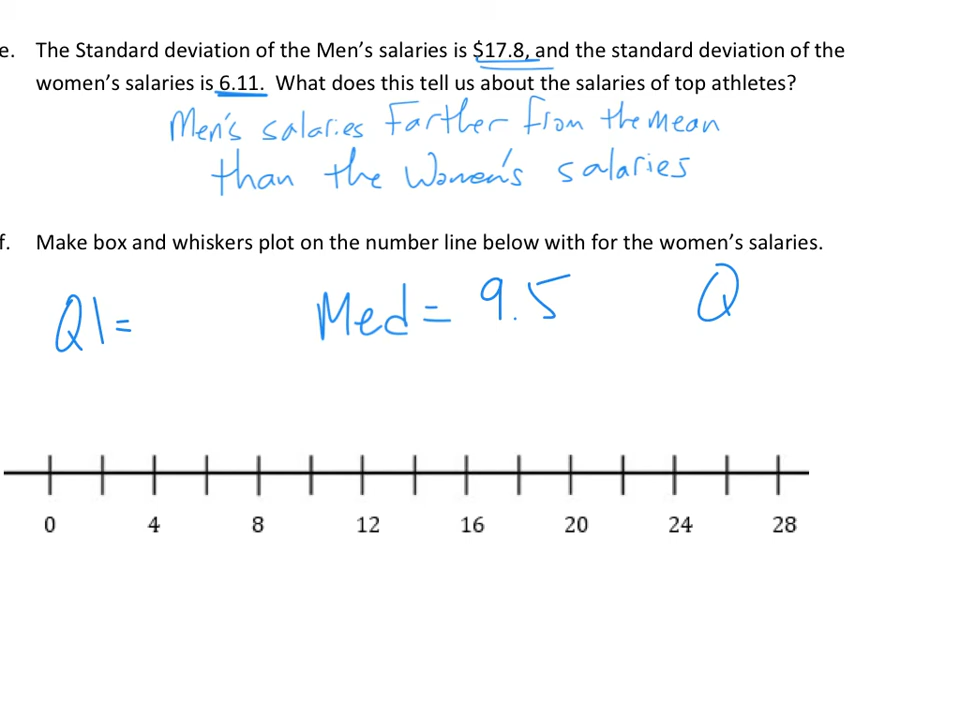 e. The Standard deviation of the Men's salaries is $17.8, and the standard deviation of the
women's salaries is 6.11. What does this tell us about the salaries of top athletes?
Men's salaries Farther from the mean
than the Women's salaries
f. Make box and whiskers plot on the number line below with for the women's salaries.
Q1= Med = 9.5 Q
0 4 8 12 16 20 24 28